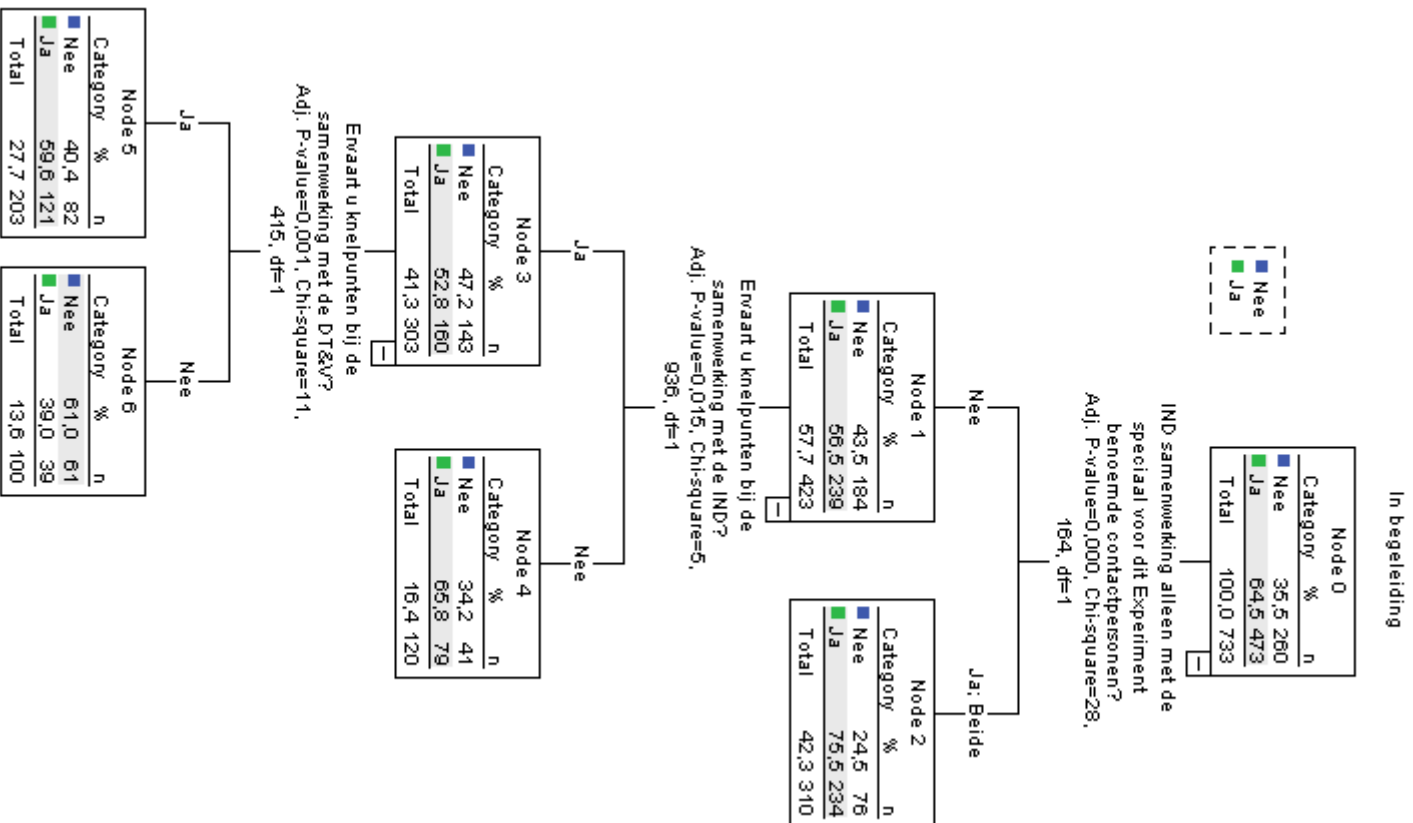 In begeleiding
Nee
Ja
Node 0
Category % n
Nee 35,5 260
Ja 64,5 473
Total 100,0 733
IND samenwerking alleen met de
speciaal voor dit Experiment
benoemde contactpersonen?
Adj. P-value=0,000, Chi-square=28,
164, df=1
Nee
Ja; Beide
Node 1
Category % n
Nee 43,5 184
Ja 56,5 239
Total 57,7 423
Node 2
Category % n
Nee 24,5 76
Ja 75,5 234
Total 42,3 310
Ervaart u knelpunten bij de
samenwerking met de IND?
Adj. P-value=0,015, Chi-square=5,
936, df=1
Ja
Nee
Node 3
Category % n
Nee 47,2 143
Ja 52,8 160
Total 41,3 303
Node 4
Category % n
Nee 34,2 41
Ja 65,8 79
Total 16,4 120
Ervaart u knelpunten bij de
samenwerking met de DT&V?
Adj. P-value=0,001, Chi-square=11,
415, df=1
Ja
Nee
Node 5
Category % n
Nee 40,4 82
Ja 59,6 121
Total 27,7 203
Node 6
Category % n
Nee 61,0 61
Ja 39,0 39
Total 13,6 100